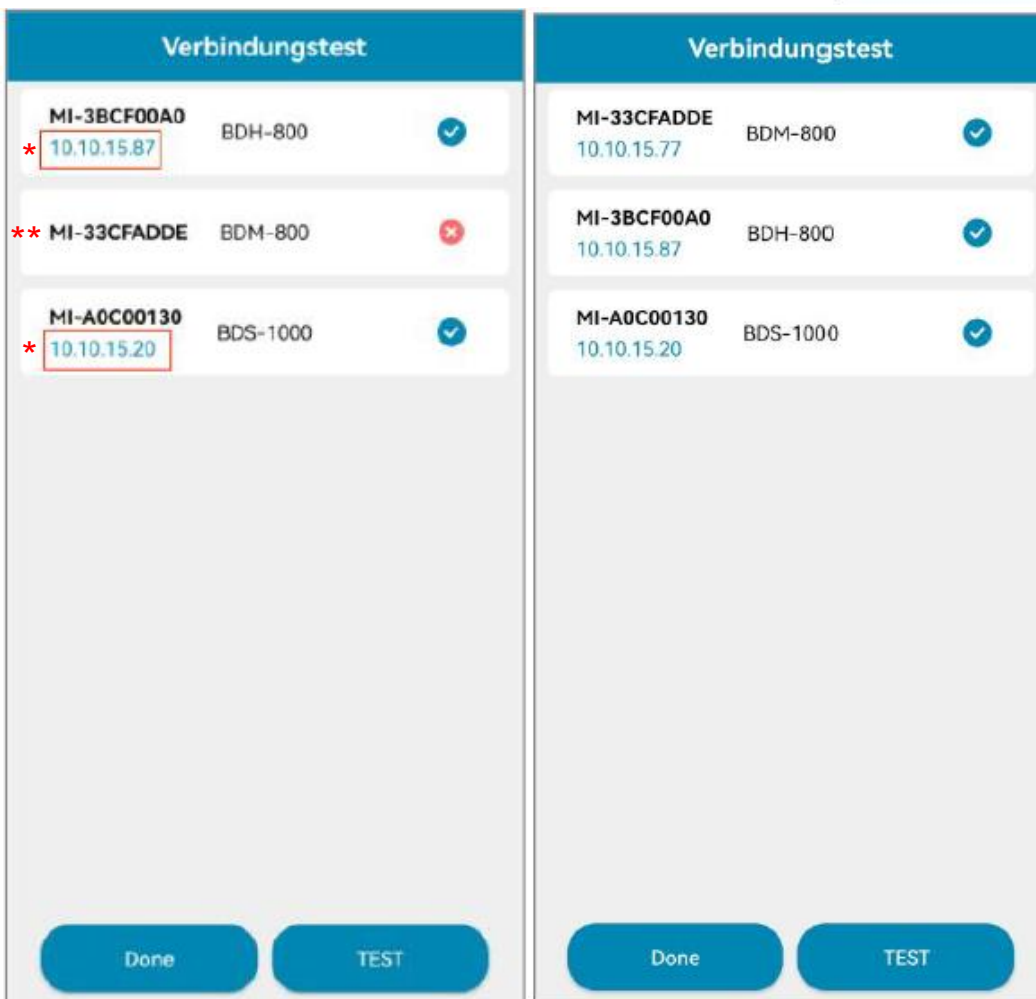 Verbindungstest
MI-3BCF00A0
BDH-800
* 10.10.15.87
** MI-33CFADDE BDM-800
MI-A0C00130
BDS-1000
* 10.10.15.20
Done
TEST
Verbindungstest
MI-33CFADDE
BDM-800
10.10.15.77
MI-3BCF00A0
BDH-800
10.10.15.87
MI-A0C00130
BDS-1000
10.10.15.20
Done
TEST